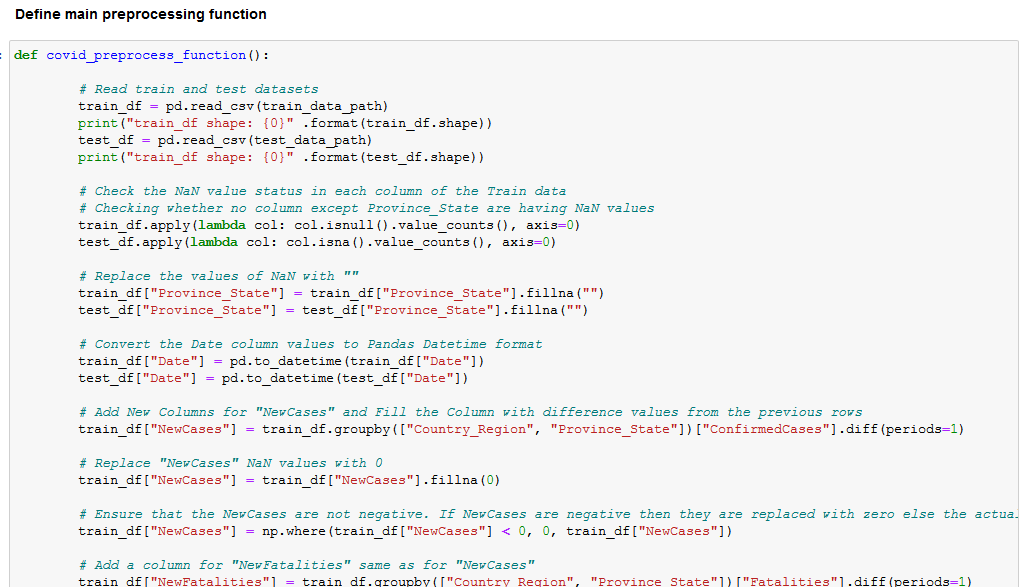 Define main preprocessing function
def covid_preprocess_function():
# Read train and test datasets
train_df = pd.read_csv(train_data_path)
print("train_df shape: {0}" .format(train_df.shape))
test_df = pd.read_csv(test_data_path)
print("train_df shape: {0}" .format(test_df.shape))
# Check the NaN value status in each column of the Train data
# Checking whether no column except Province_State are having NaN values
train_df.apply(lambda col: col.isnull().value_counts(), axis=0)
test_df.apply(lambda col: col.isna().value_counts(), axis=0)
# Replace the values of NaN with ""
train_df["Province_State"] = train_df["Province_State"].fillna("")
test_df["Province_State"] = test_df["Province_State"].fillna("")
# Convert the Date column values to Pandas Datetime format
train_df["Date"] = pd.to_datetime(train_df["Date"])
test_df["Date"] = pd.to_datetime(test_df["Date"])
# Add New Columns for "NewCases" and Fill the Column with difference values from the previous rows
train_df["NewCases"] = train_df.groupby(["Country_Region", "Province_State"])["ConfirmedCases"].diff(periods=1)
# Replace "NewCases" NaN values with 0
train_df["NewCases"] = train_df["NewCases"].fillna(0)
# Ensure that the NewCases are not negative. If NewCases are negative then they are replaced with zero else the actua
train_df["NewCases"] = np.where(train_df["NewCases"] < 0, 0, train_df["NewCases"])
# Add a column for "NewFatalities" same as for "NewCases"
train_df["NewFatalities"] = train_df.groupby(["Country_Region", "Province_State"])["Fatalities"].diff(periods=1)